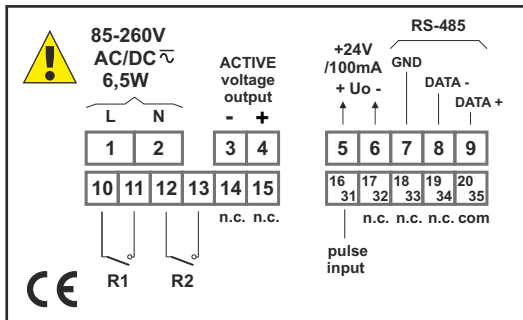 85-260V
AC/DC
6,5W
L N
ACTIVE
voltage
output
- +
+24V
/100mA
+ Uo -
RS-485
GND
DATA -
DATA +
1 2 3 4 5 6 7 8 9
10 11 12 13 14 15 16 31 17 32 18 33 19 34 20 35
n.c. n.c. n.c. n.c. n.c. com
R1 R2
pulse
input
CE